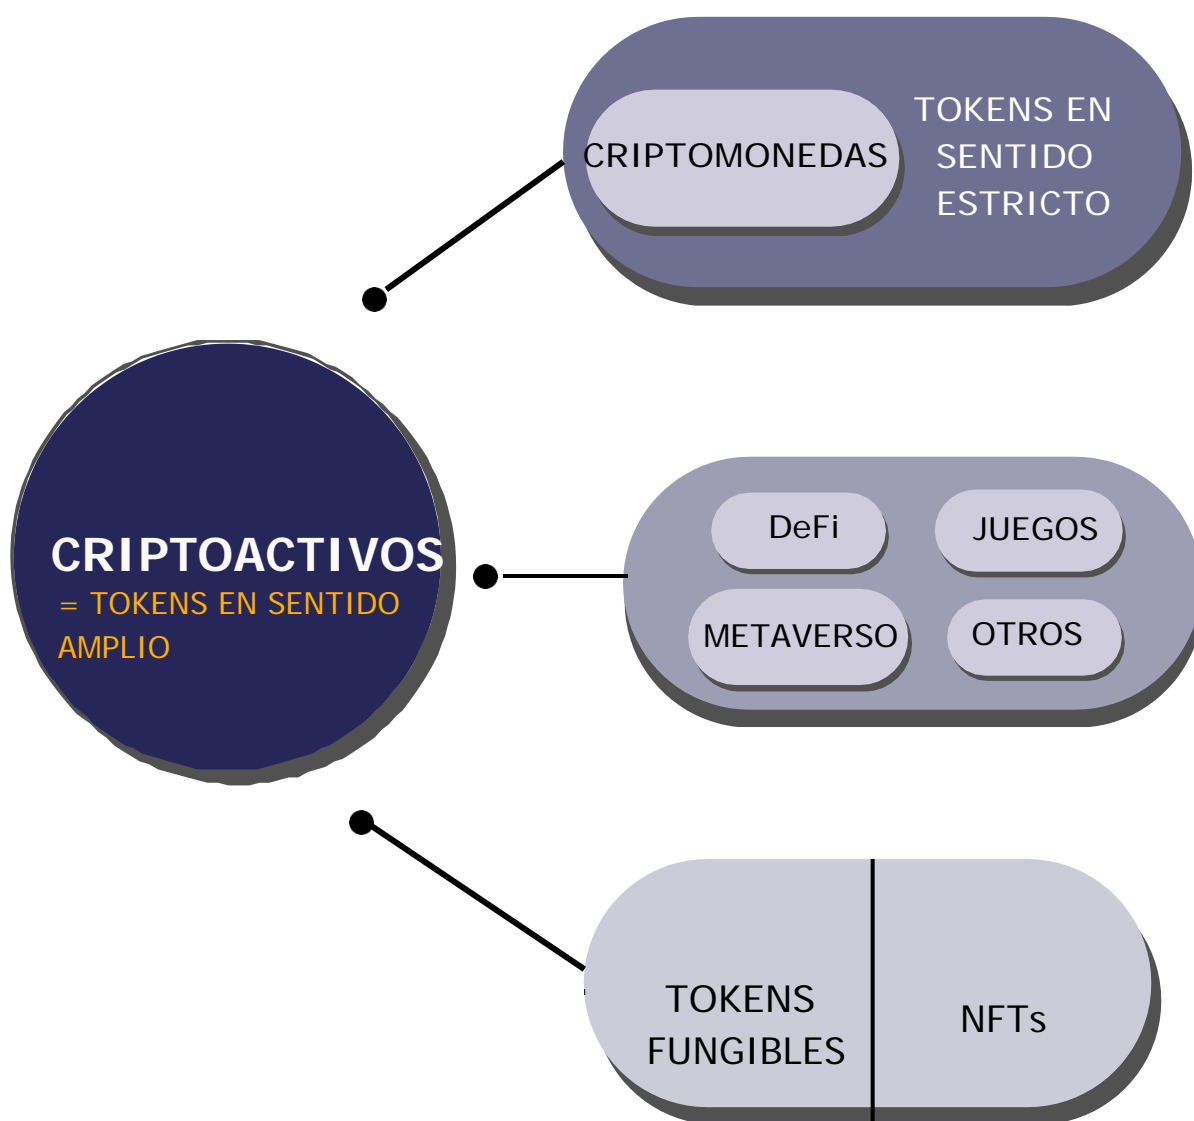 CRIPTOMONEDAS
TOKENS EN
SENTIDO
ESTRICTO
CRIPTOACTIVOS
= TOKENS EN SENTIDO
AMPLIO
DeFi
JUEGOS
METAVERSO
OTROS
TOKENS
FUNGIBLES
NFTs